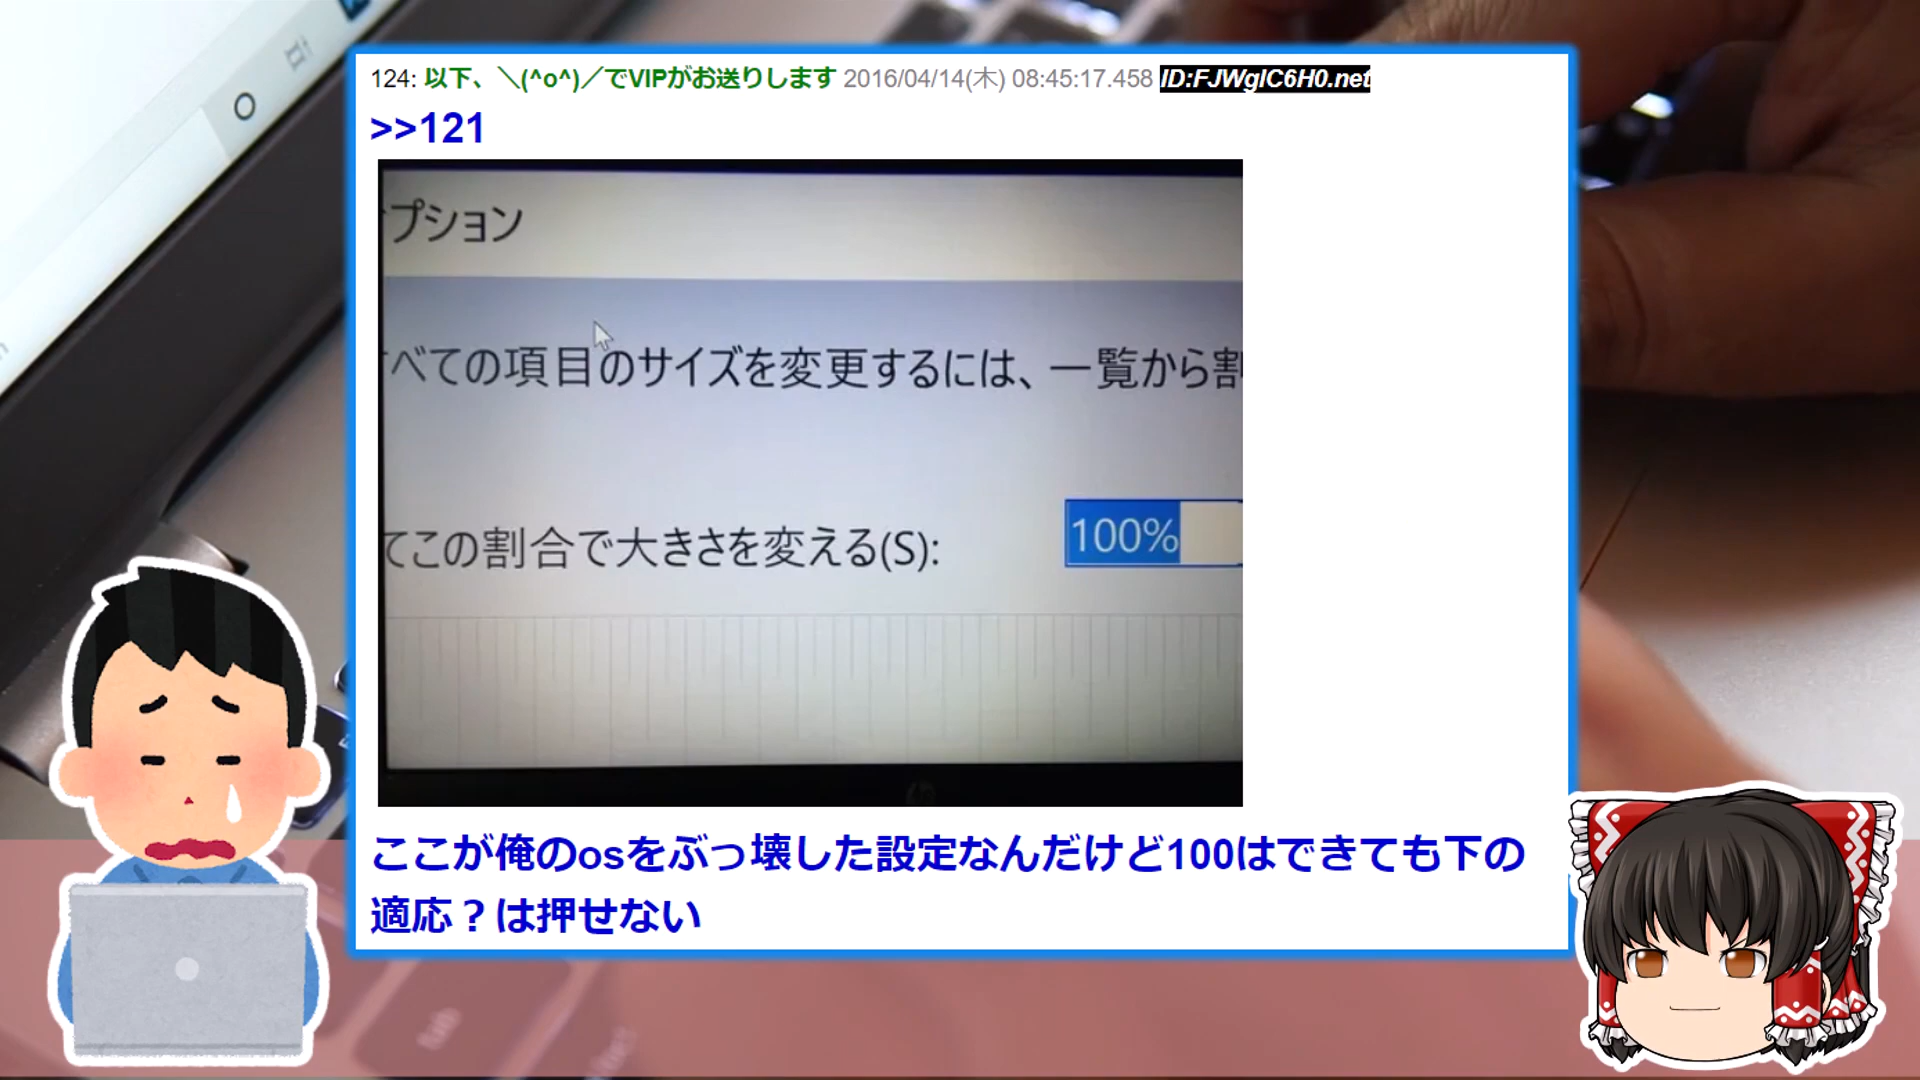 124: 以下、＼(^o^)／でVIPがお送りします 2016/04/14(木) 08:45:17.458 ID:FJWgIC6H0.net
>>121
プション
べての項目のサイズを変更するには、一覧から割
てこの割合で大きさを変える(S):
100%
ここが俺のosをぶっ壊した設定なんだけど100はできても下の
適応？は押せない